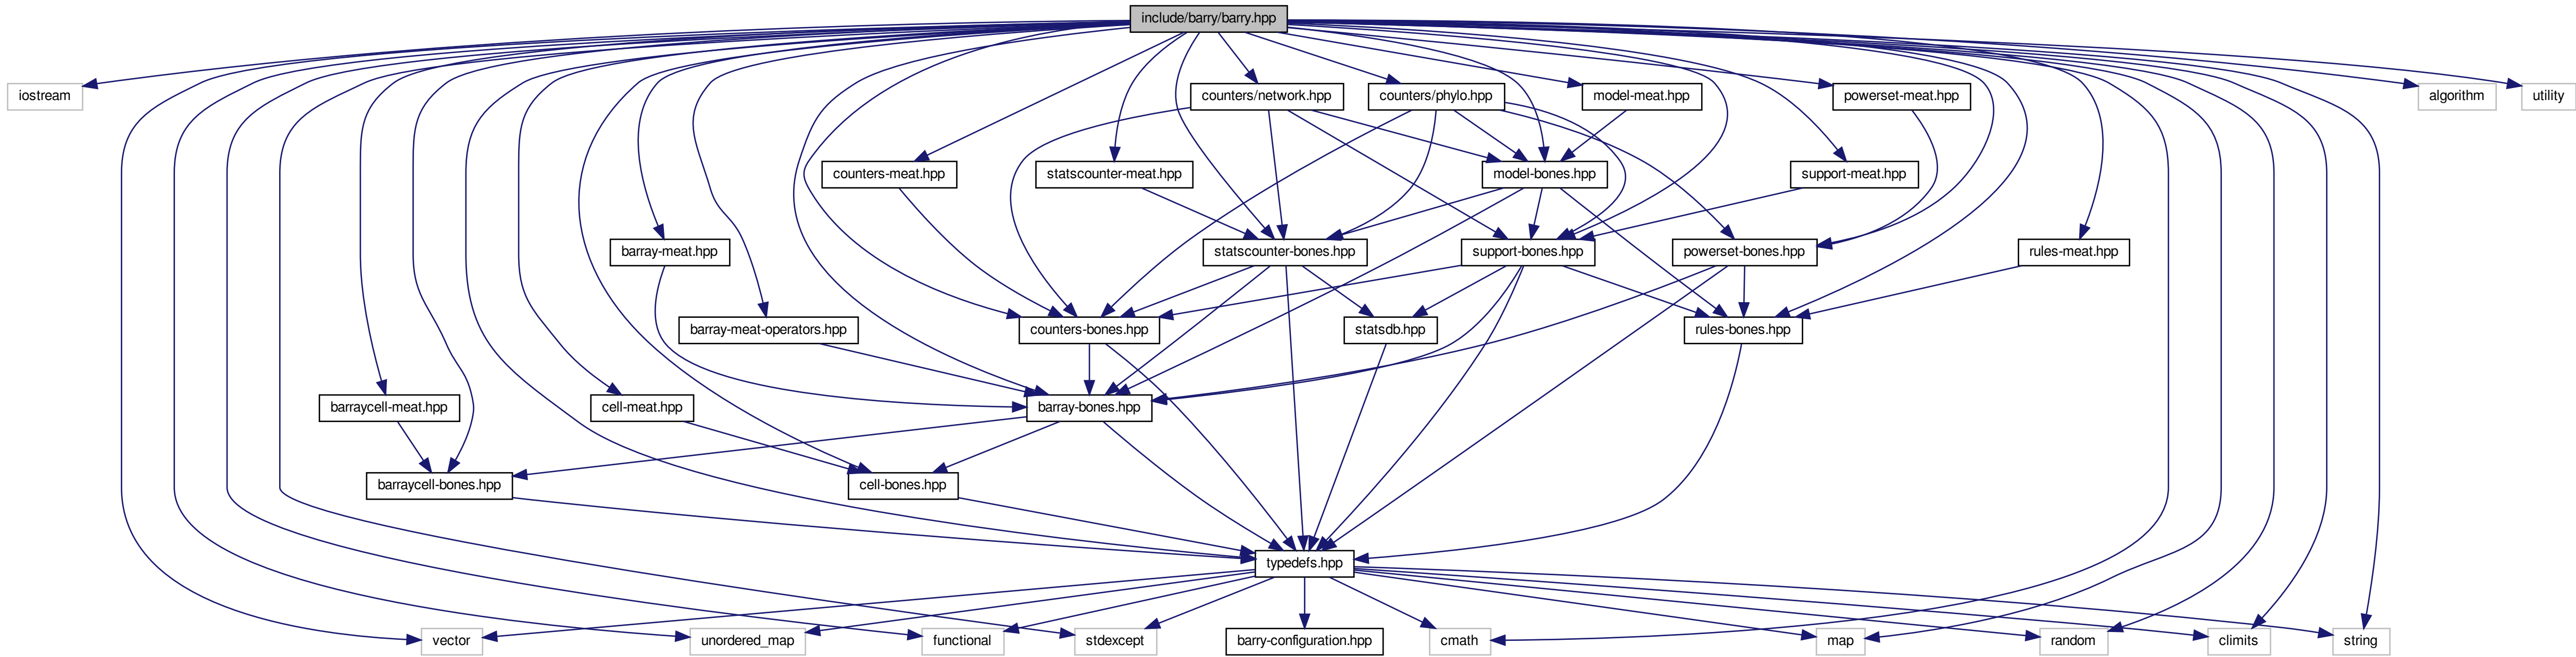 include/barry/barry.hpp
iostream
counters/network.hpp
counters/phylo.hpp
model-meat.hpp
powerset-meat.hpp
algorithm
utility
counters-meat.hpp
statscounter-meat.hpp
model-bones.hpp
support-meat.hpp
barray-meat.hpp
statscounter-bones.hpp
support-bones.hpp
powerset-bones.hpp
rules-meat.hpp
barray-meat-operators.hpp
counters-bones.hpp
statsdb.hpp
rules-bones.hpp
barraycell-meat.hpp
cell-meat.hpp
barray-bones.hpp
barraycell-bones.hpp
cell-bones.hpp
typedefs.hpp
vector
unordered_map
functional
stdexcept
barry-configuration.hpp
cmath
map
random
climits
string